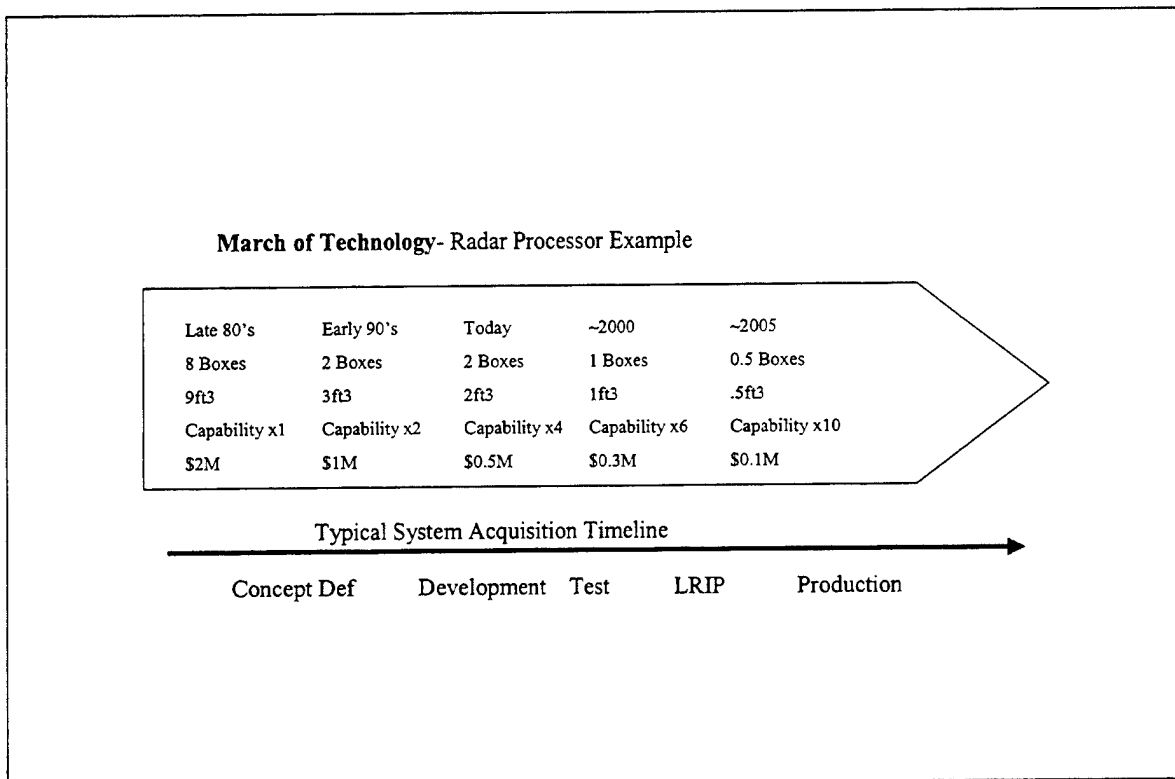 March of Technology- Radar Processor Example
Late 80's Early 90's Today ~2000 ~2005
8 Boxes 2 Boxes 2 Boxes 1 Boxes 0.5 Boxes
9ft3 3ft3 2ft3 1ft3 .5ft3
Capability x1 Capability x2 Capability x4 Capability x6 Capability x10
$2M $1M $0.5M $0.3M $0.1M
Typical System Acquisition Timeline
Concept Def Development Test LRIP Production